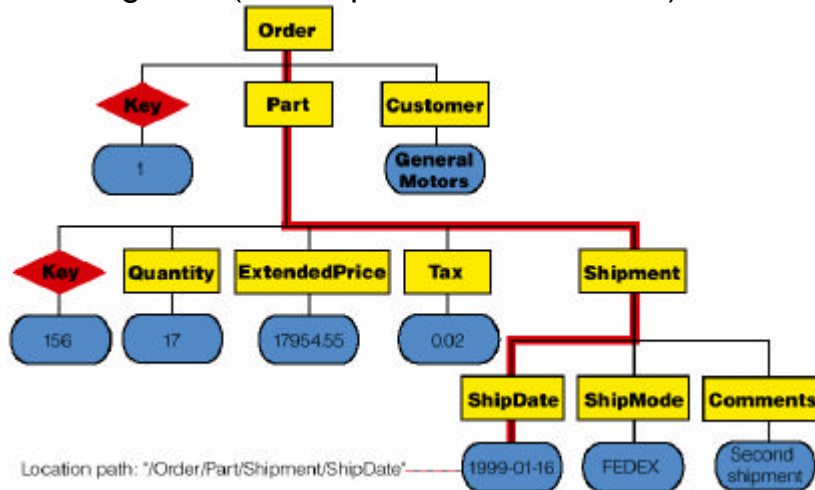 Order
Key
Part
Customer
1
General
Motors
Key
Quantity
ExtendedPrice
Tax
Shipment
156
17
17954.55
0.02
ShipDate
ShipMode
Comments
Location path: "/Order/Part/Shipment/ShipDate"
1999-01-16
FEDEX
Second
shipment